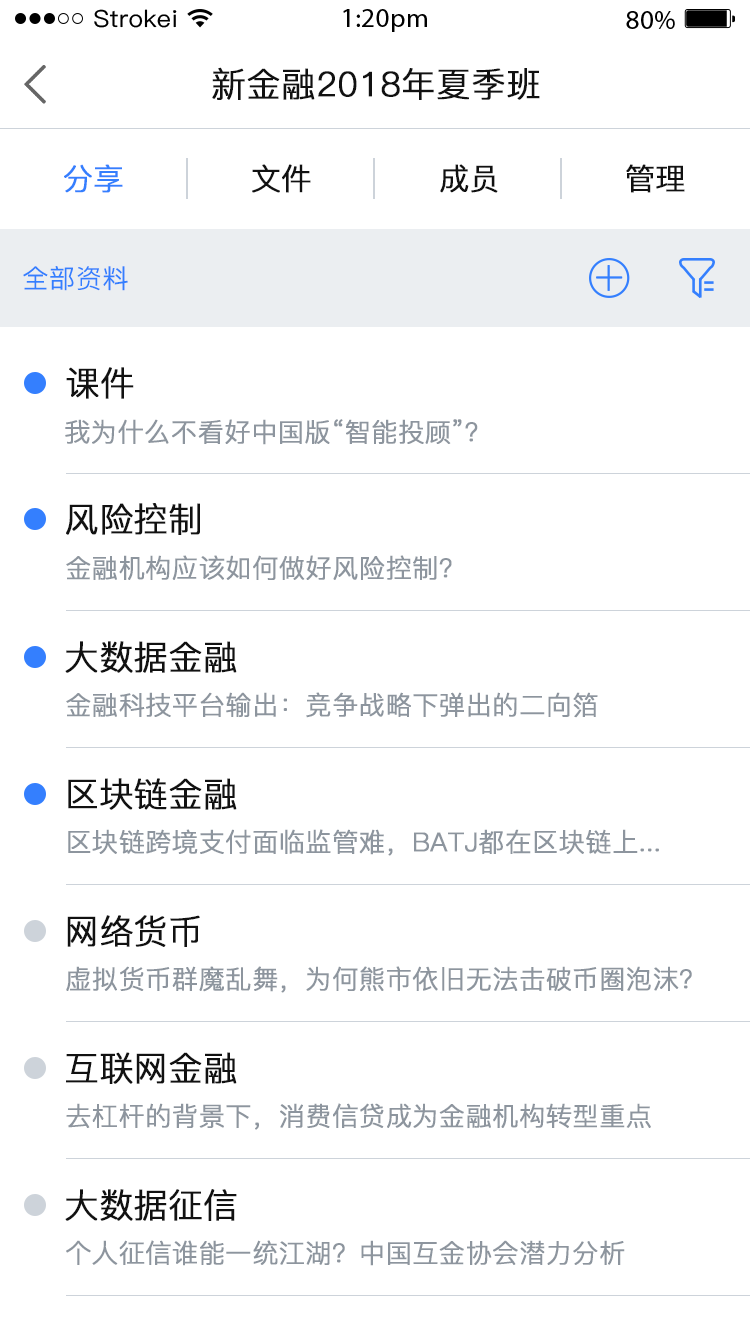 Strokei 1:20pm 80%
新金融2018年夏季班
分享 文件 成员 管理
全部资料
课件
我为什么不看好中国版“智能投顾”?
风险控制
金融机构应该如何做好风险控制?
大数据金融
金融科技平台输出：竞争战略下弹出的二向箔
区块链金融
区块链跨境支付面临监管难，BATJ都在区块链上...
网络货币
虚拟货币群魔乱舞，为何熊市依旧无法击破币圈泡沫?
互联网金融
去杠杆的背景下，消费信贷成为金融机构转型重点
大数据征信
个人征信谁能一统江湖？中国互金协会潜力分析